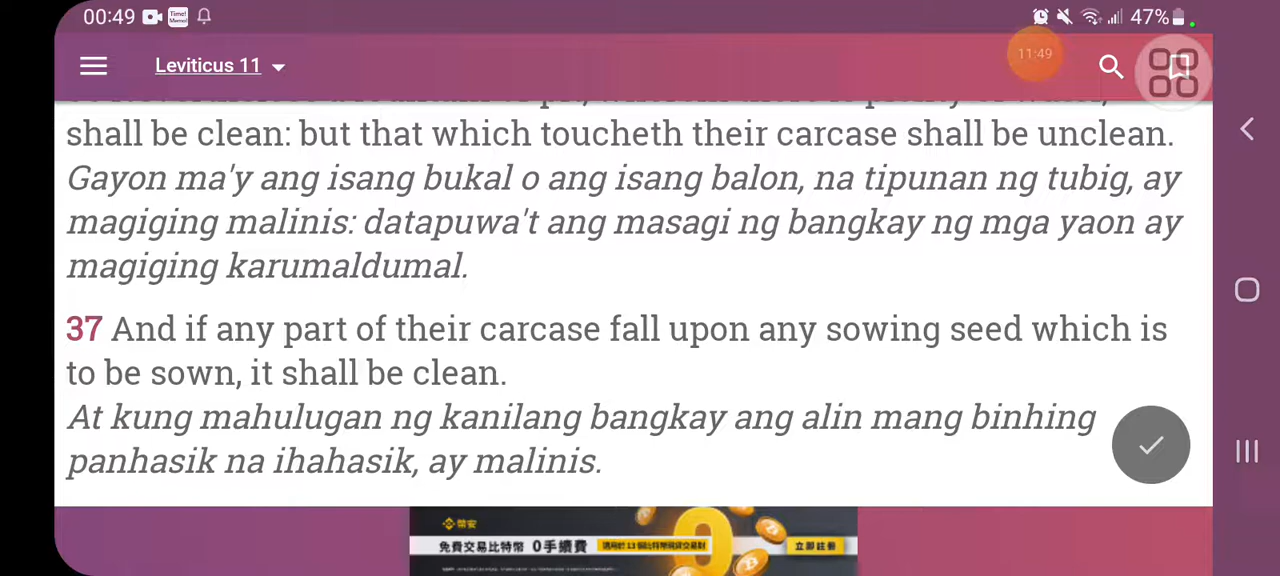 00:49 Time! Memo! 47%
Leviticus 11 11:49
shall be clean: but that which toucheth their carcase shall be unclean.
Gayon ma'y ang isang bukal o ang isang balon, na tipunan ng tubig, ay
magiging malinis: datapuwa't ang masagi ng bangkay ng mga yaon ay
magiging karumaldumal.
37 And if any part of their carcase fall upon any sowing seed which is
to be sown, it shall be clean.
At kung mahulugan ng kanilang bangkay ang alin mang binhing
panhasik na ihahasik, ay malinis.
幣安
免費交易比特幣 0手續費 立即註冊